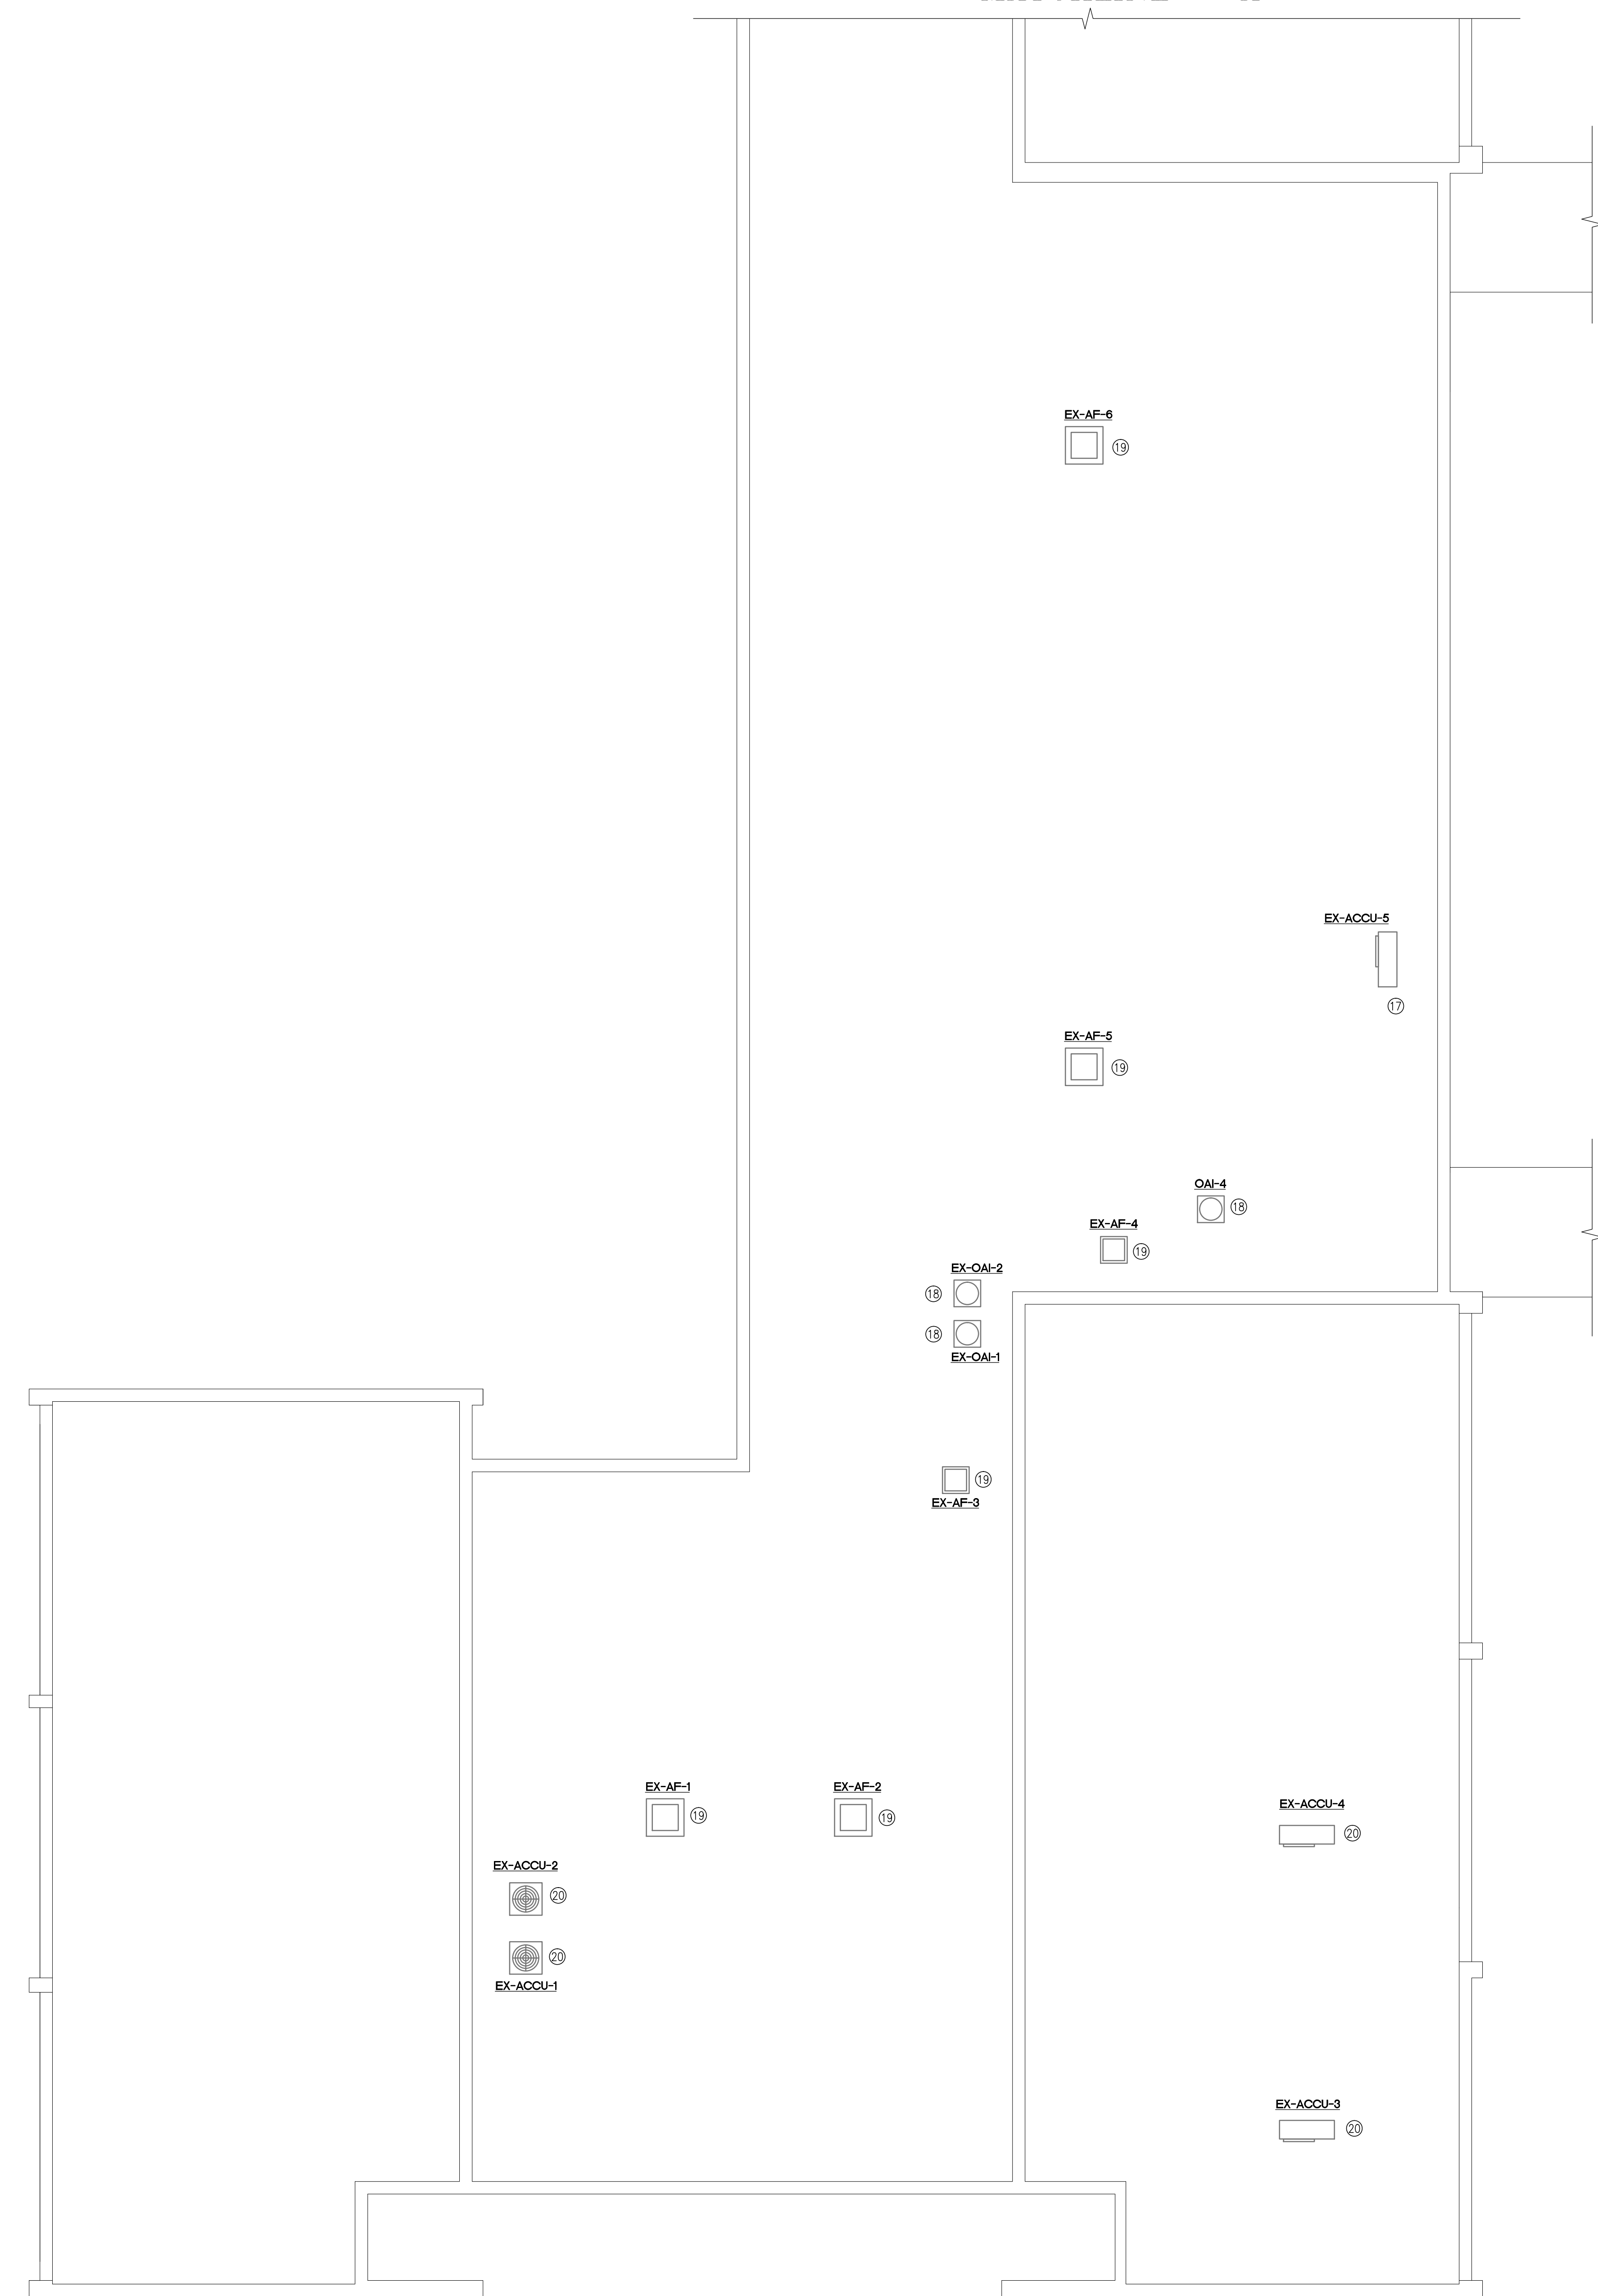 EX-AF-6
19
EX-ACCU-5
17
EX-AF-5
19
OAI-4
18
EX-AF-4
19
EX-OAI-2
18
18
EX-OAI-1
19
EX-AF-3
EX-AF-1
19
EX-AF-2
19
EX-ACCU-4
20
EX-ACCU-2
20
20
EX-ACCU-1
EX-ACCU-3
20